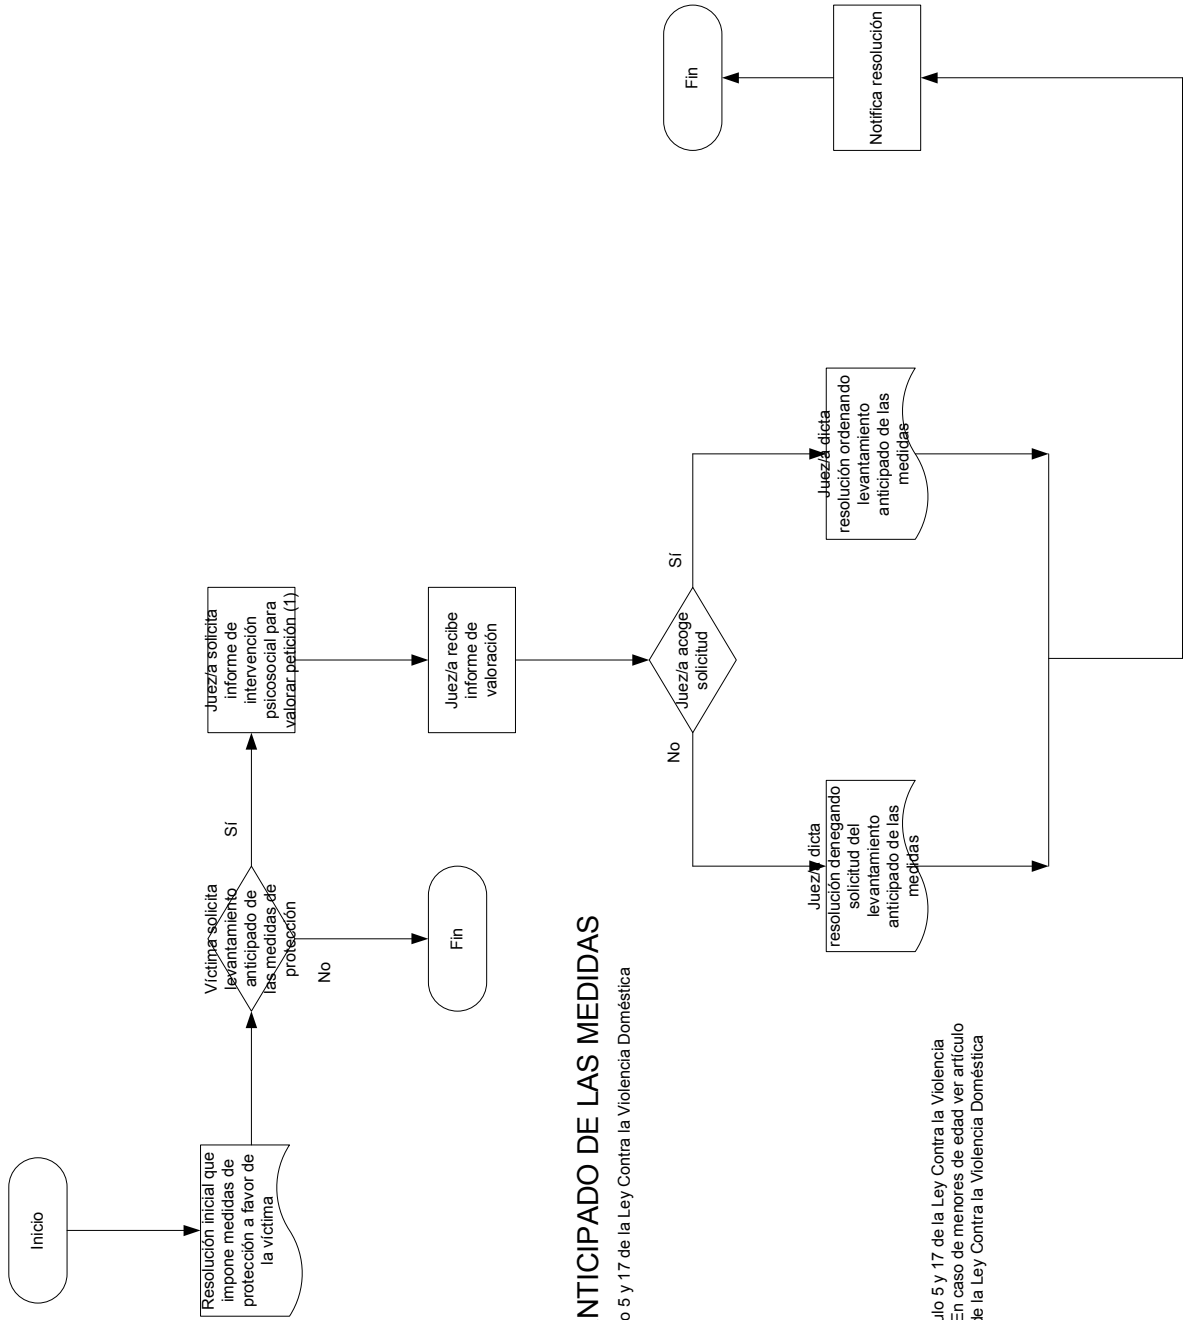 Inicio
Resolución inicial que
impone medidas de
protección a favor de
la víctima
Víctima solicita
levantamiento
anticipado de
las medidas de
protección
Sí
No
Fin
Juez/a solicita
informe de
intervención
psicosocial para
valorar petición (1)
Juez/a recibe
informe de
valoración
Juez/a acoge
solicitud
No
Sí
Juez/a dicta
resolución denegando
solicitud del
levantamiento
anticipado de las
medidas
Juez/a dicta
resolución ordenando
levantamiento
anticipado de las
medidas
Notifica resolución
Fin
NTICIPADO DE LAS MEDIDAS
o 5 y 17 de la Ley Contra la Violencia Doméstica
ulo 5 y 17 de la Ley Contra la Violencia
En caso de menores de edad ver artículo
de la Ley Contra la Violencia Doméstica